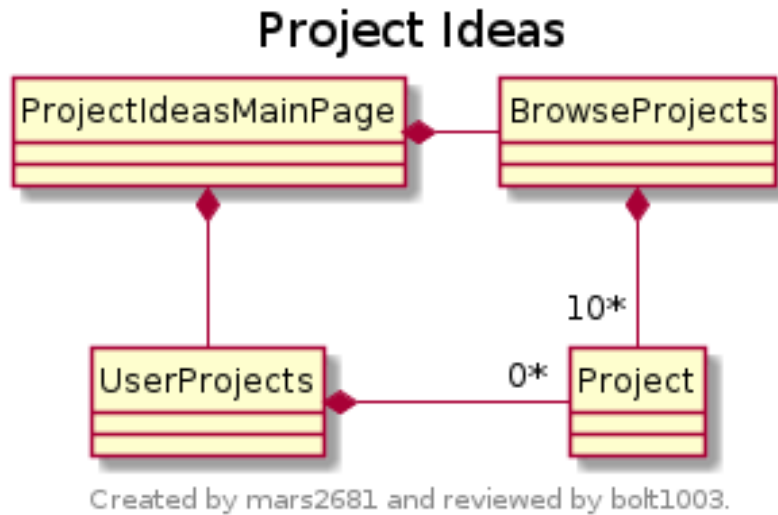 Project Ideas
ProjectIdeasMainPage
BrowseProjects
10*
UserProjects
0*
Project
Created by mars2681 and reviewed by bolt1003.